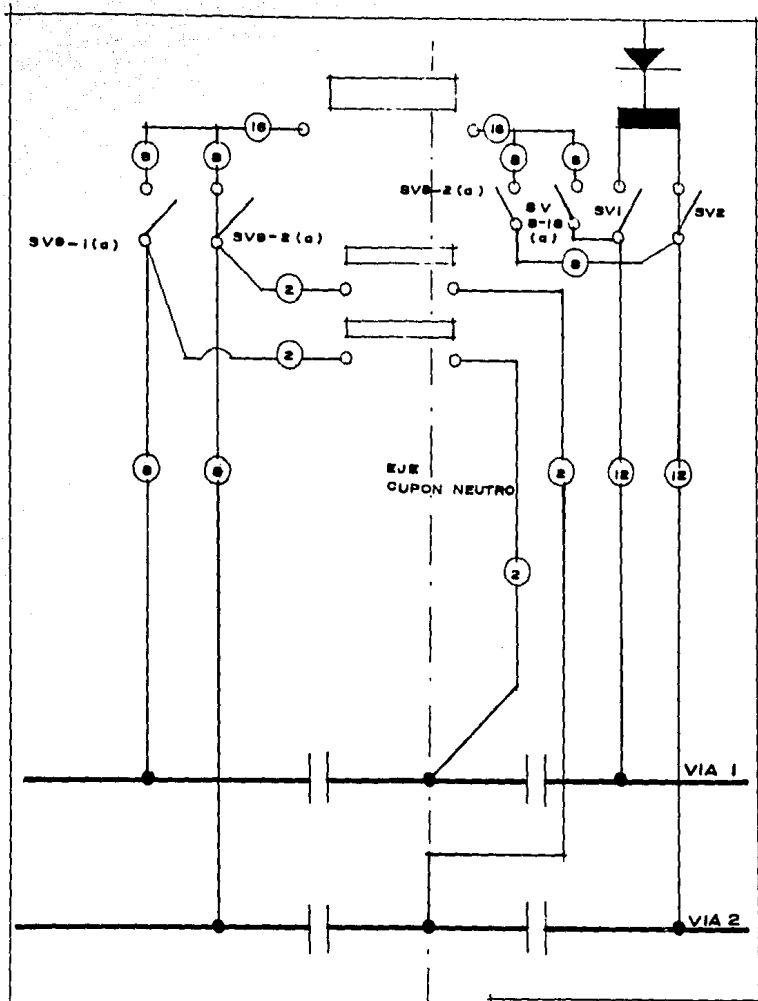 16
16
8
8
8
8
SV8-2(a)
SV
8-1B
(a)
SV1
SV2
SV8-1(a)
SV8-2(a)
8
2
2
8
8
EJE
CUPON NEUTRO
2
12
12
2
VIA 1
VIA 2